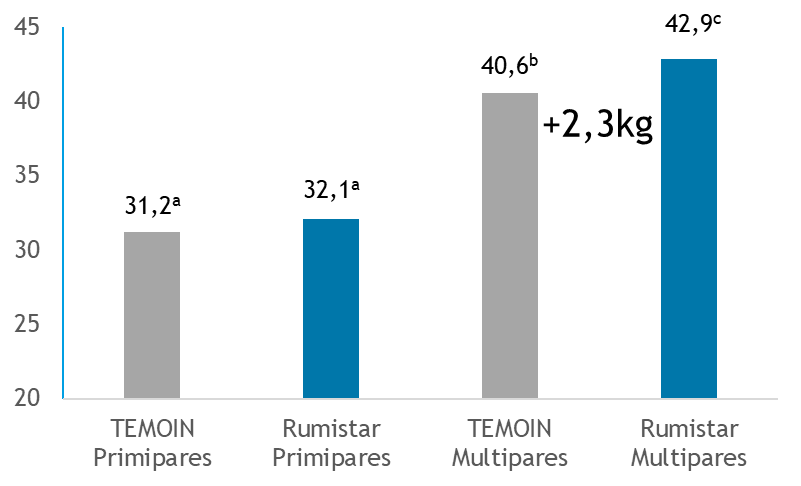 45
40
35
30
25
20
31,2ᵃ
32,1ᵃ
40,6ᵇ
+2,3kg
42,9ᶜ
TEMOIN
Primipares
Rumistar
Primipares
TEMOIN
Multipares
Rumistar
Multipares